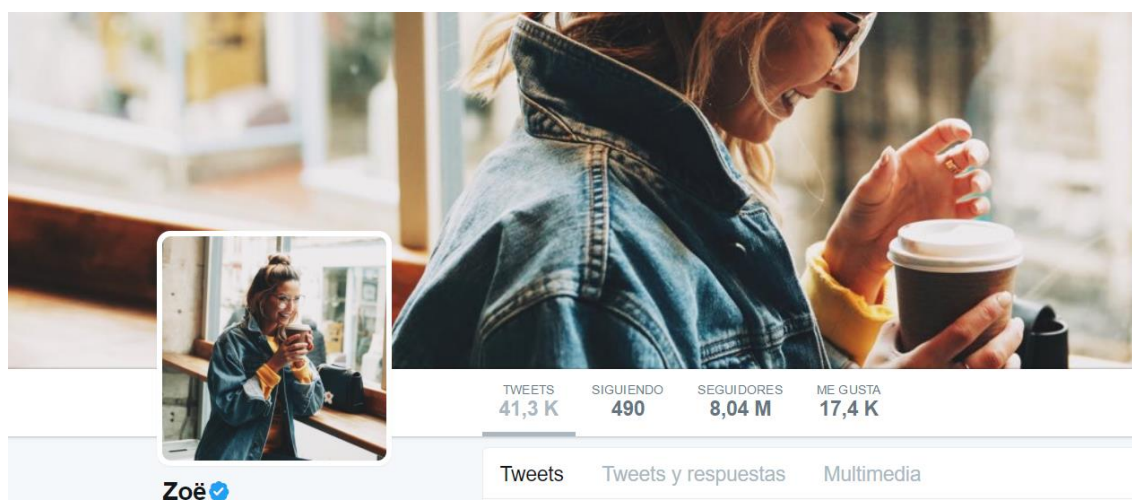 TWEETS SIGUIENDO SEGUIDORES ME GUSTA
41,3 K 490 8,04 M 17,4 K
Tweets Tweets y respuestas Multimedia
Zoë